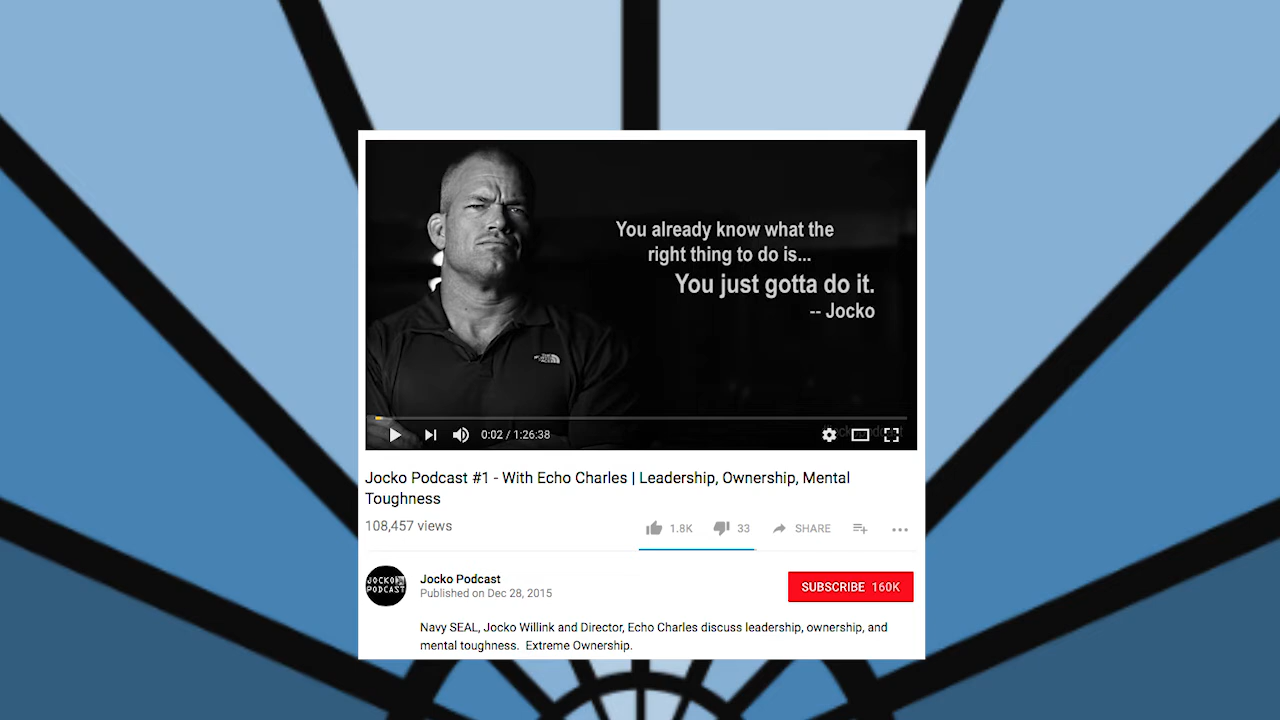 You already know what the
right thing to do is...
You just gotta do it.
-- Jocko
THE
NORTH
FACE
0:02 / 1:26:38
Jocko Podcast #1 - With Echo Charles | Leadership, Ownership, Mental
Toughness
108,457 views
1.8K
33
SHARE
JOCKO
PODCAST
Jocko Podcast
Published on Dec 28, 2015
SUBSCRIBE 160K
Navy SEAL, Jocko Willink and Director, Echo Charles discuss leadership, ownership, and
mental toughness. Extreme Ownership.